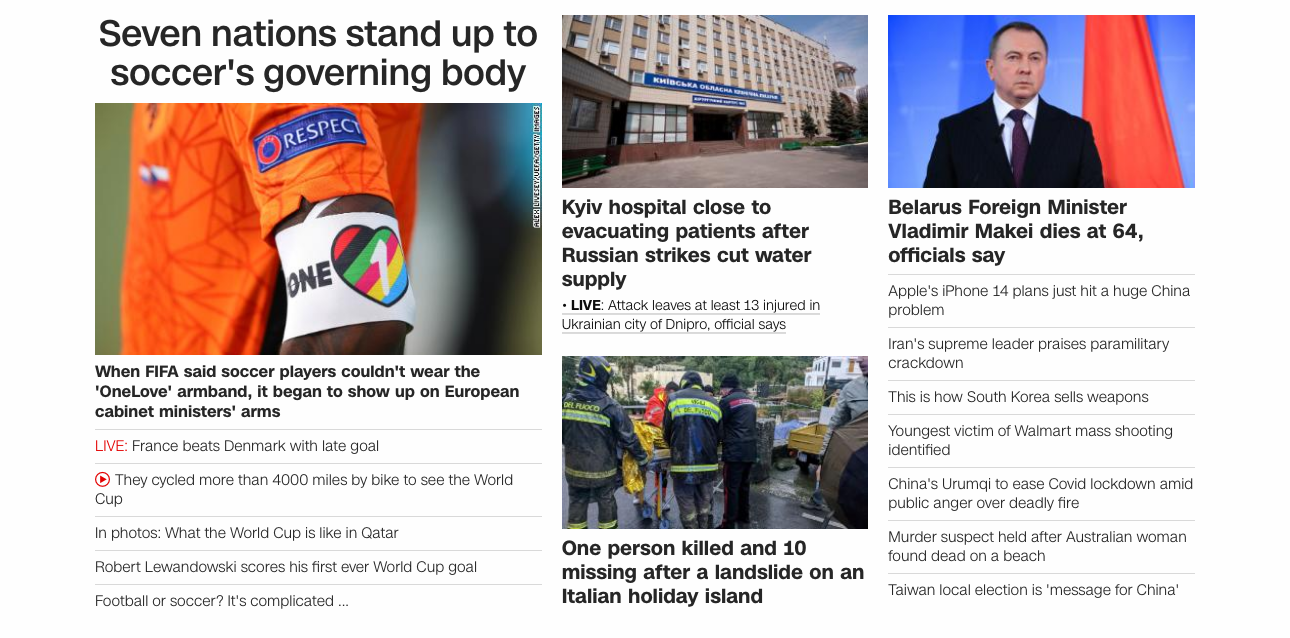 Seven nations stand up to
soccer's governing body
RESPECT
ONE
1
ALEX LIVESEY/UEFA/GETTY IMAGES
When FIFA said soccer players couldn't wear the
'OneLove' armband, it began to show up on European
cabinet ministers' arms
LIVE: France beats Denmark with late goal
They cycled more than 4000 miles by bike to see the World
Cup
In photos: What the World Cup is like in Qatar
Robert Lewandowski scores his first ever World Cup goal
Football or soccer? It's complicated ...
КИЇВСЬКА ОБЛАСНА КЛІНІЧНА ЛІКАРНЯ
Kyiv hospital close to
evacuating patients after
Russian strikes cut water
supply
• LIVE: Attack leaves at least 13 injured in
Ukrainian city of Dnipro, official says
DEL FUOCO
One person killed and 10
missing after a landslide on an
Italian holiday island
Belarus Foreign Minister
Vladimir Makei dies at 64,
officials say
Apple's iPhone 14 plans just hit a huge China
problem
Iran's supreme leader praises paramilitary
crackdown
This is how South Korea sells weapons
Youngest victim of Walmart mass shooting
identified
China's Urumqi to ease Covid lockdown amid
public anger over deadly fire
Murder suspect held after Australian woman
found dead on a beach
Taiwan local election is 'message for China'